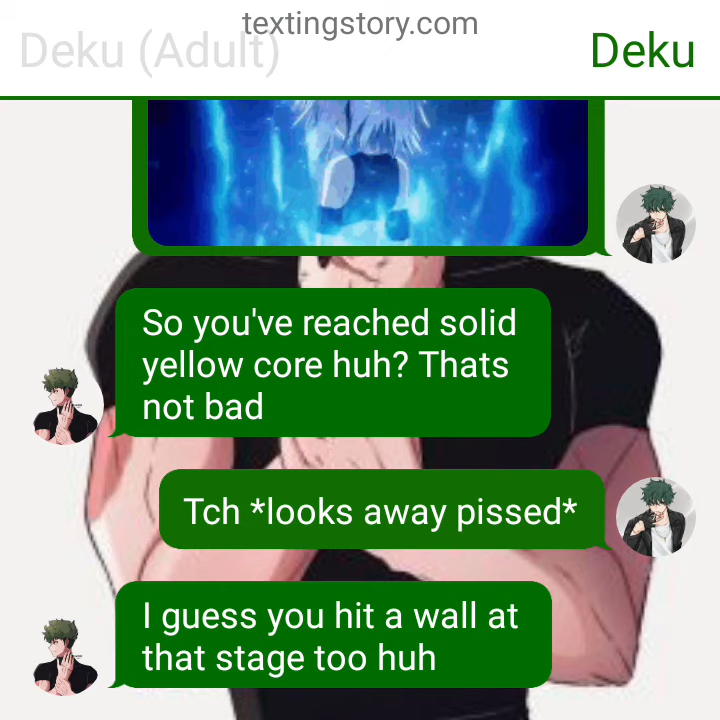 textingstory.com
Deku (Adult)
Deku
So you've reached solid
yellow core huh? Thats
not bad
Tch *looks away pissed*
I guess you hit a wall at
that stage too huh